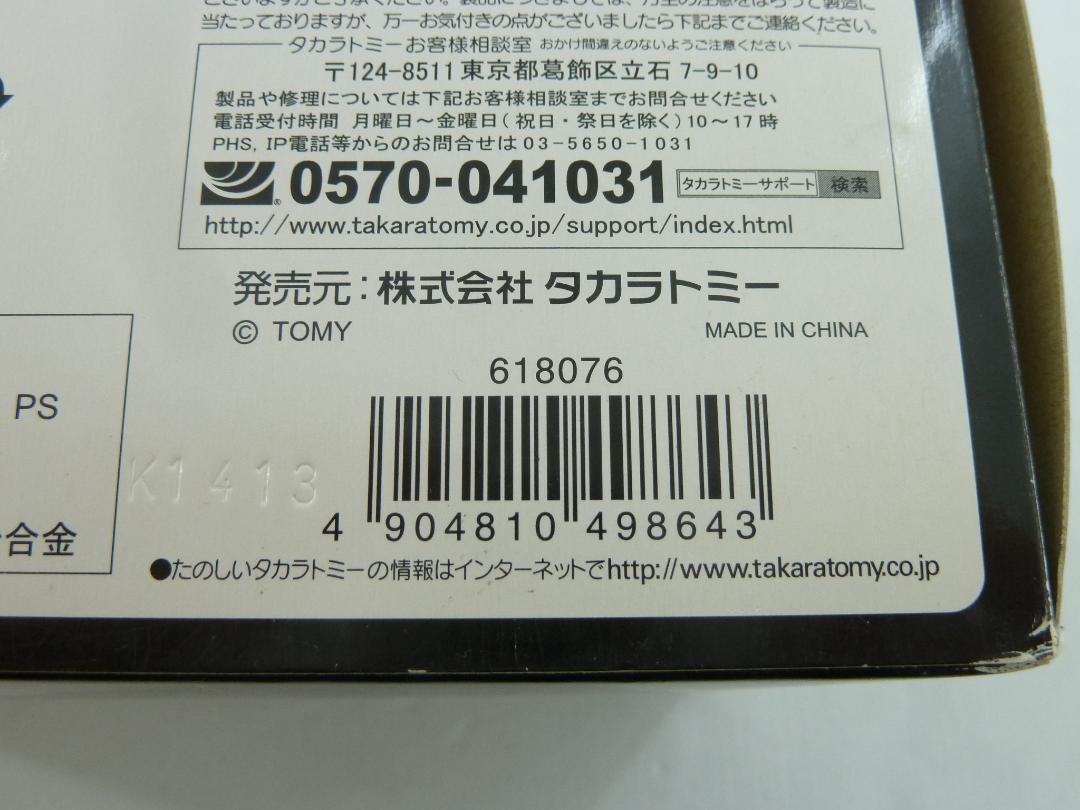 当たっておりますが、万一お気付きの点がございましたら下記までご連絡ください。
タカラトミーお客様相談室 おかけ間違えのないようご注意ください
〒124-8511 東京都葛飾区立石 7-9-10
製品や修理については下記お客様相談室までお問合せください
電話受付時間 月曜日～金曜日(祝日・祭日を除く)10～17時
PHS, IP電話等からのお問合せは 03-5650-1031
0570-041031 タカラトミーサポート 検索
http://www.takaratomy.co.jp/support/index.html
発売元：株式会社 タカラトミー
© TOMY MADE IN CHINA
618076
PS
K1413
4 904810 498643
合金
●たのしいタカラトミーの情報はインターネットでhttp://www.takaratomy.co.jp